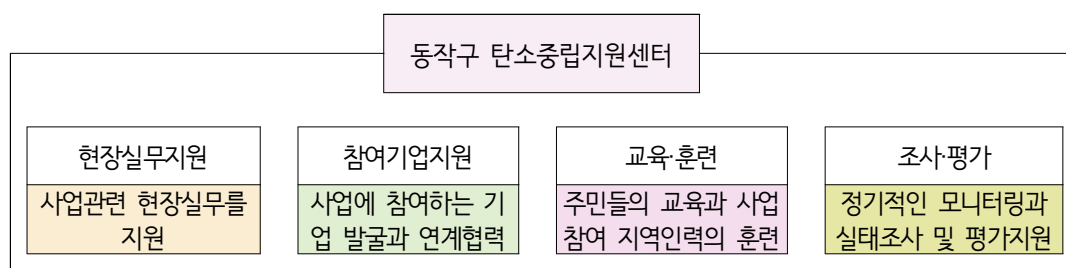 동작구 탄소중립지원센터
현장실무지원
사업관련 현장실무를
지원
참여기업지원
사업에 참여하는 기
업 발굴과 연계협력
교육·훈련
주민들의 교육과 사업
참여 지역인력의 훈련
조사·평가
정기적인 모니터링과
실태조사 및 평가지원